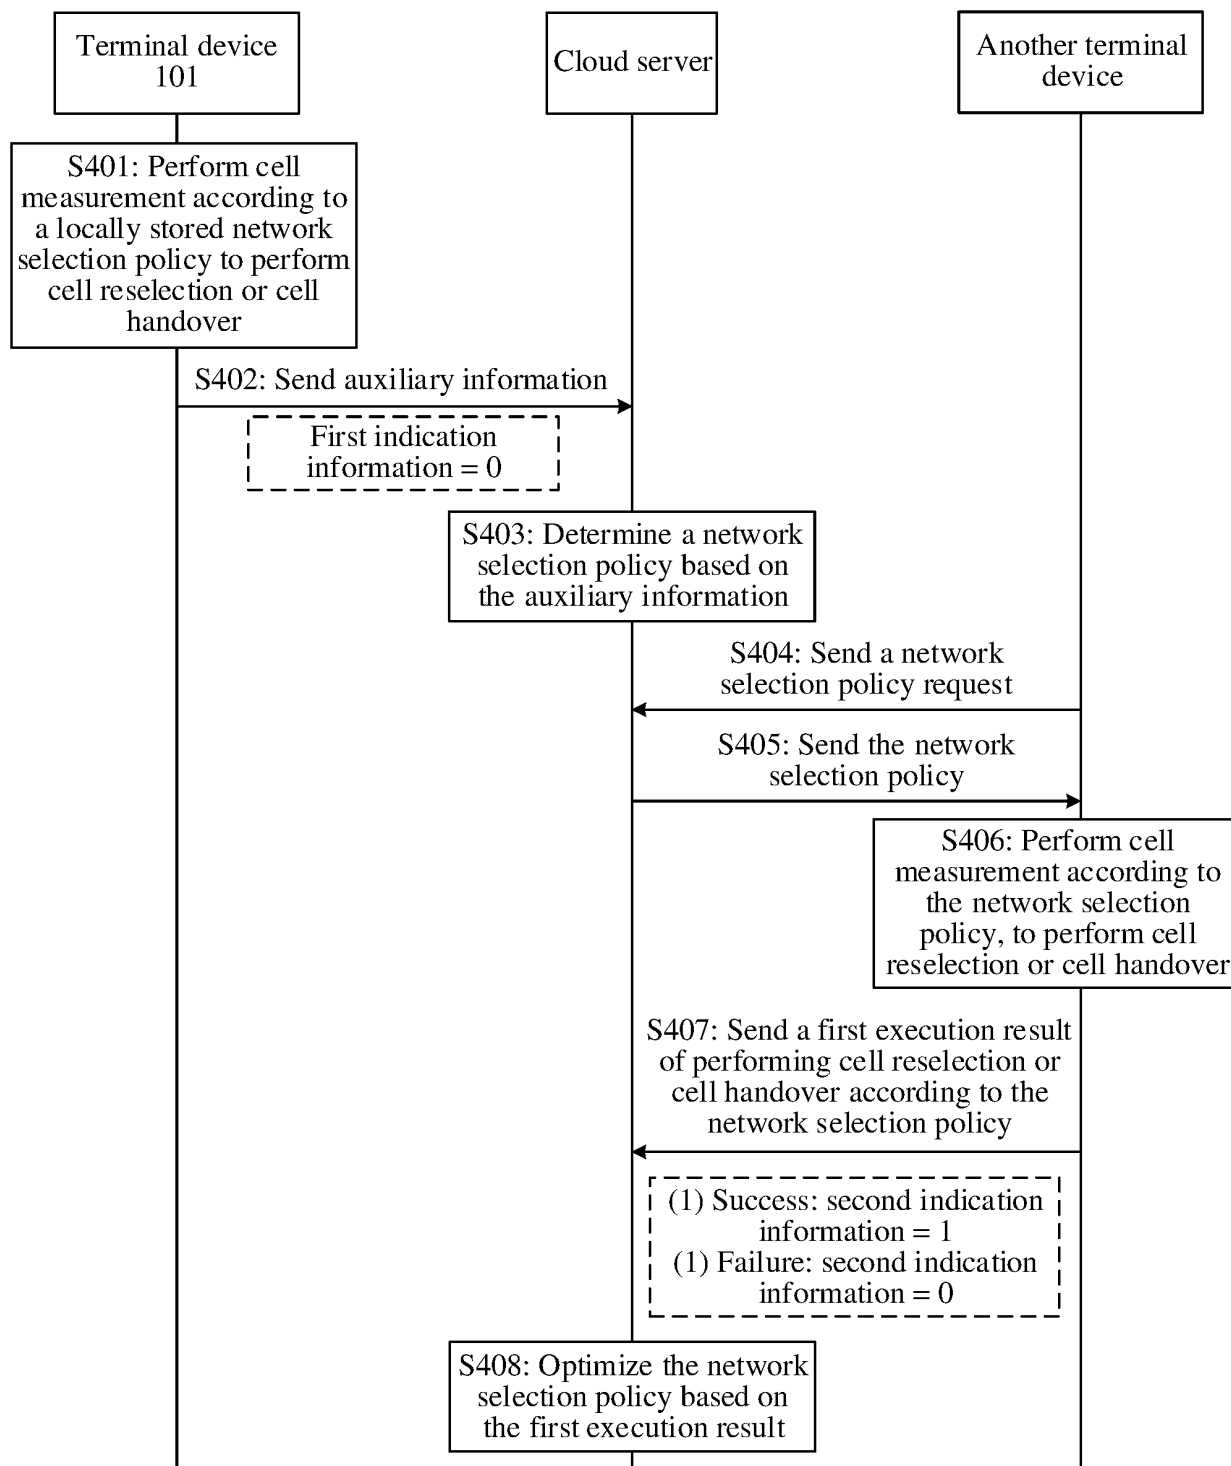 Terminal device
101
Cloud server
Another terminal
device
S401: Perform cell
measurement according to
a locally stored network
selection policy to perform
cell reselection or cell
handover
S402: Send auxiliary information
First indication
information = 0
S403: Determine a network
selection policy based on
the auxiliary information
S404: Send a network
selection policy request
S405: Send the network
selection policy
S406: Perform cell
measurement according to
the network selection
policy, to perform cell
reselection or cell handover
S407: Send a first execution result
of performing cell reselection or
cell handover according to the
network selection policy
(1) Success: second indication
information = 1
(1) Failure: second indication
information = 0
S408: Optimize the network
selection policy based on
the first execution result